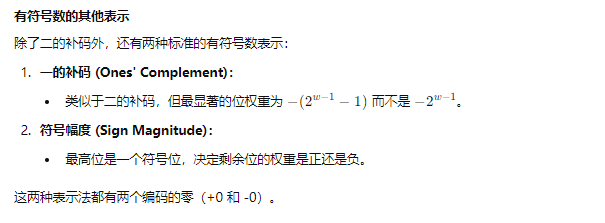 有符号数的其他表示
除了二的补码外，还有两种标准的有符号数表示：
1. 一的补码 (Ones' Complement)：
• 类似于二的补码，但最显著的位权重为 −(2^{w−1} − 1) 而不是 −2^{w−1}。
2. 符号幅度 (Sign Magnitude)：
• 最高位是一个符号位，决定剩余位的权重是正还是负。
这两种表示法都有两个编码的零（+0 和 -0）。